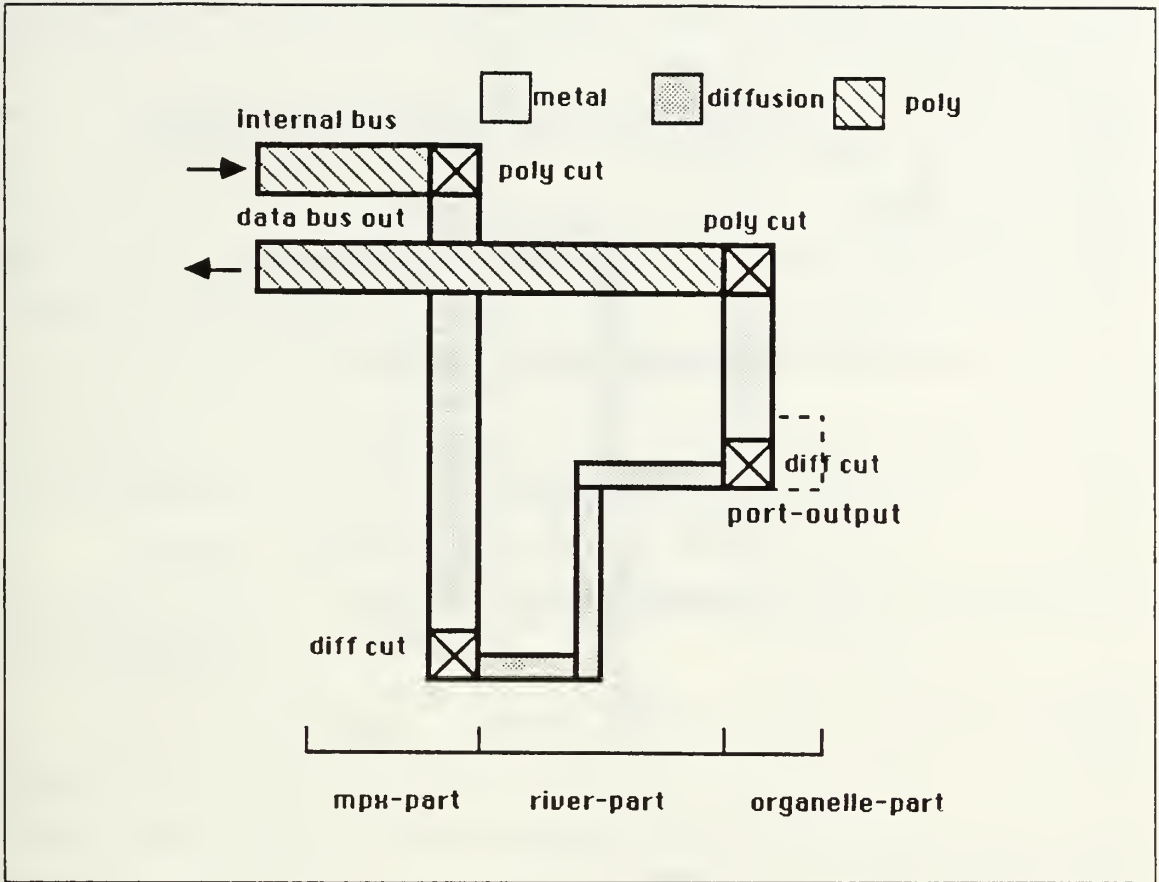 metal
diffusion
poly
internal bus
poly cut
data bus out
poly cut
diff cut
port-output
diff cut
mpx-part
river-part
organelle-part